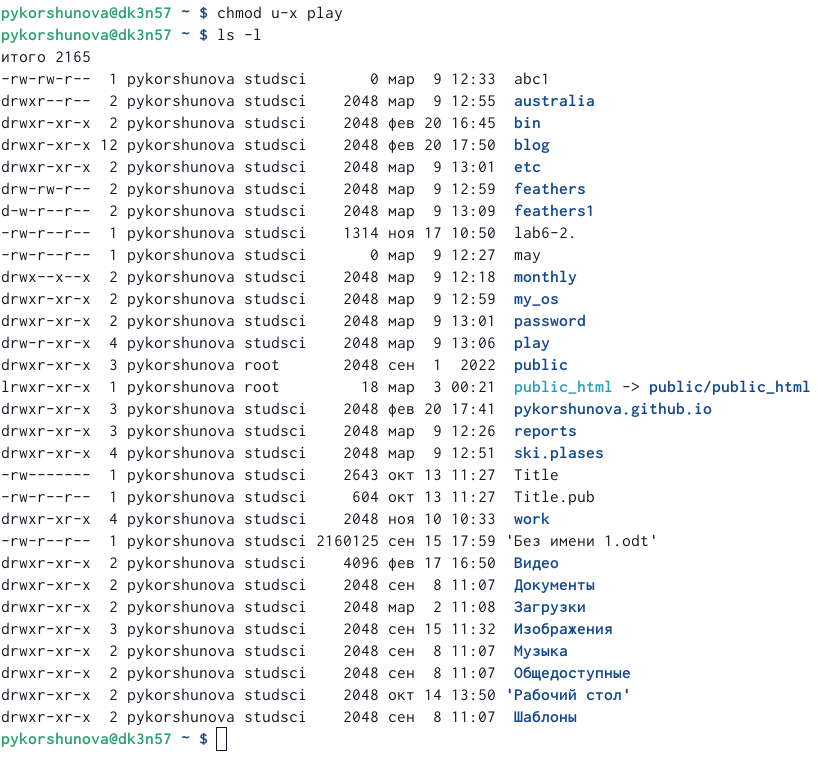 pykorshunova@dk3n57 ~ $ chmod u-x play
pykorshunova@dk3n57 ~ $ ls -l
итого 2165
-rw-rw-r--  1 pykorshunova studsci       0 мар  9 12:33  abc1
drwxr--r--  2 pykorshunova studsci    2048 мар  9 12:55  australia
drwxr-xr-x  2 pykorshunova studsci    2048 фев 20 16:45  bin
drwxr-xr-x 12 pykorshunova studsci    2048 фев 20 17:50  blog
drwxr-xr-x  2 pykorshunova studsci    2048 мар  9 13:01  etc
drw-rw-r--  2 pykorshunova studsci    2048 мар  9 12:59  feathers
d-w-r--r--  2 pykorshunova studsci    2048 мар  9 13:09  feathers1
-rw-r--r--  1 pykorshunova studsci    1314 ноя 17 10:50  lab6-2.
-rw-r--r--  1 pykorshunova studsci       0 мар  9 12:27  may
drwx--x--x  2 pykorshunova studsci    2048 мар  9 12:18  monthly
drwxr-xr-x  2 pykorshunova studsci    2048 мар  9 12:59  my_os
drwxr-xr-x  2 pykorshunova studsci    2048 мар  9 13:01  password
drw-r-xr-x  4 pykorshunova studsci    2048 мар  9 13:06  play
drwxr-xr-x  3 pykorshunova root       2048 сен  1  2022  public
lrwxr-xr-x  1 pykorshunova root         18 мар  3 00:21  public_html -> public/public_html
drwxr-xr-x  3 pykorshunova studsci    2048 фев 20 17:41  pykorshunova.github.io
drwxr-xr-x  3 pykorshunova studsci    2048 мар  9 12:26  reports
drwxr-xr-x  4 pykorshunova studsci    2048 мар  9 12:51  ski.plases
-rw-------  1 pykorshunova studsci    2643 окт 13 11:27  Title
-rw-r--r--  1 pykorshunova studsci     604 окт 13 11:27  Title.pub
drwxr-xr-x  4 pykorshunova studsci    2048 ноя 10 10:33  work
-rw-r--r--  1 pykorshunova studsci 2160125 сен 15 17:59 'Без имени 1.odt'
drwxr-xr-x  2 pykorshunova studsci    4096 фев 17 16:50  Видео
drwxr-xr-x  2 pykorshunova studsci    2048 сен  8 11:07  Документы
drwxr-xr-x  2 pykorshunova studsci    2048 мар  2 11:08  Загрузки
drwxr-xr-x  3 pykorshunova studsci    2048 сен 15 11:32  Изображения
drwxr-xr-x  2 pykorshunova studsci    2048 сен  8 11:07  Музыка
drwxr-xr-x  2 pykorshunova studsci    2048 сен  8 11:07  Общедоступные
drwxr-xr-x  2 pykorshunova studsci    2048 окт 14 13:50 'Рабочий стол'
drwxr-xr-x  2 pykorshunova studsci    2048 сен  8 11:07  Шаблоны
pykorshunova@dk3n57 ~ $